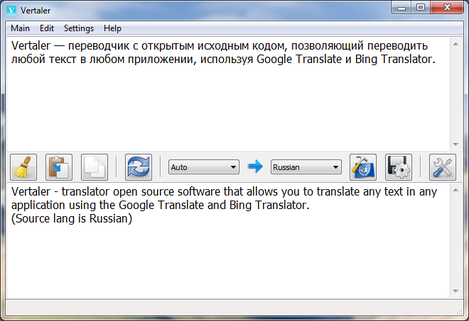 Vertaler
Main Edit Settings Help
Vertaler — переводчик с открытым исходным кодом, позволяющий переводить
любой текст в любом приложении, используя Google Translate и Bing Translator.
Auto Russian
Vertaler - translator open source software that allows you to translate any text in any
application using the Google Translate and Bing Translator.
(Source lang is Russian)